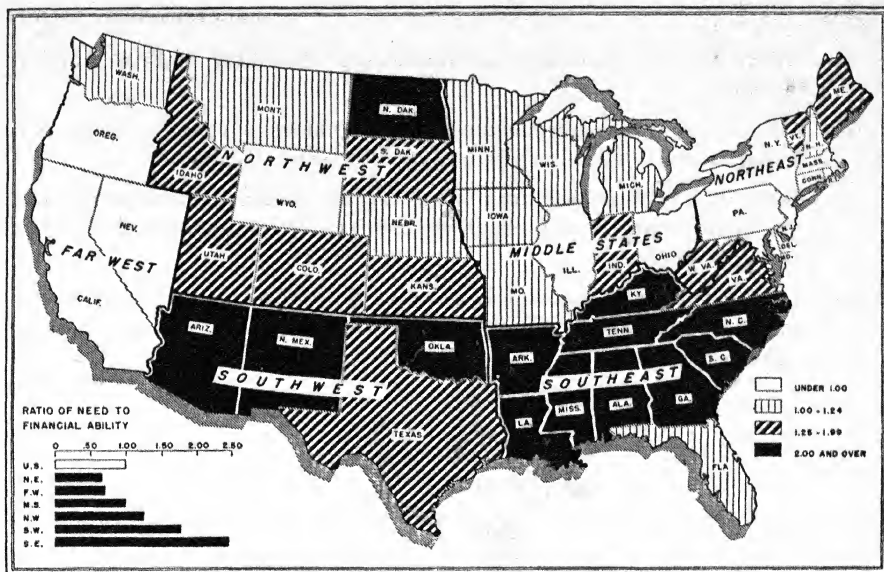 WASH.
MONT.
N. DAK.
MINN.
ME.
OREG.
IDAHO
NORTHWEST
S. DAK.
WIS.
MICH.
N.Y.
VT.
N. H.
MASS.
NORTHEAST
CONN.
R.I.
WYO.
NEBR.
IOWA
PA.
N.J.
NEV.
FAR WEST
UTAH
COLO.
KANS.
MIDDLE STATES
MO.
ILL.
IND.
OHIO
W. VA.
VA.
DEL.
CALIF.
KY.
ARIZ.
N. MEX.
OKLA.
ARK.
TENN.
N. C.
S. C.
SOUTHWEST
SOUTHEAST
TEXAS
LA.
MISS.
ALA.
GA.
FLA
UNDER 1.00
1.00 - 1.24
1.25 - 1.99
2.00 AND OVER
RATIO OF NEED TO
FINANCIAL ABILITY
0 .50 1.00 1.50 2.00 2.50
U.S.
N.E.
F.W.
M.S.
N.W
S.W.
S.E.